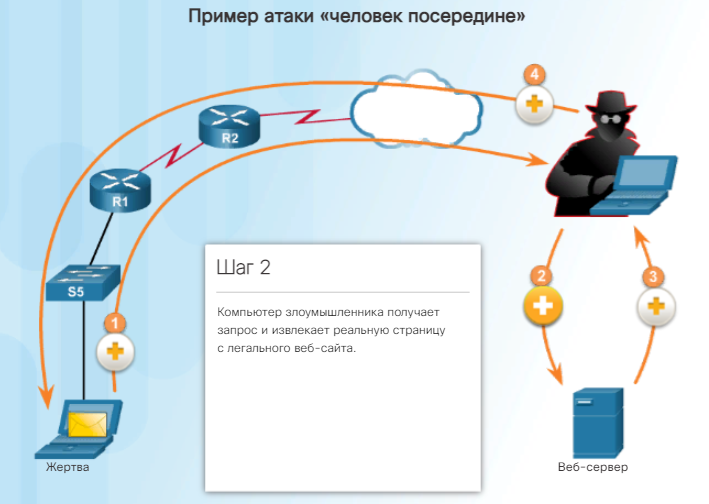 Пример атаки «человек посередине»
4
R2
R1
Шаг 2
S5
2
3
Компьютер злоумышленника получает
запрос и извлекает реальную страницу
с легального веб-сайта.
1
Жертва
Веб-сервер